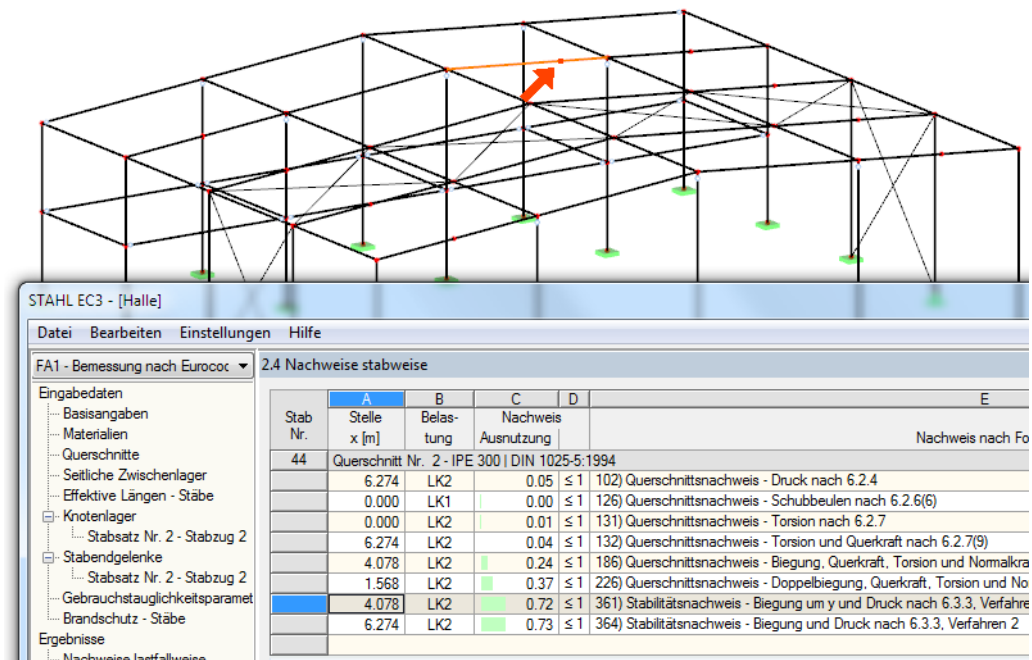 STAHL EC3 - [Halle]
Datei Bearbeiten Einstellungen Hilfe
FA1 - Bemessung nach Euroco
2.4 Nachweise stabweise
Eingabedaten
Basisangaben
Materialien
Querschnitte
Seitliche Zwischenlager
Effektive Längen - Stäbe
Knotenlager
Stabsatz Nr. 2 - Stabzug 2
Stabendgelenke
Stabsatz Nr. 2 - Stabzug 2
Gebrauchstauglichkeitsparamet
Brandschutz - Stäbe
Ergebnisse
Nachweise lastfallweise
A B C D E
Stab Stelle Belas- Nachweis
Nr. x [m] tung Ausnutzung Nachweis nach Fo
44 Querschnitt Nr. 2 - IPE 300 | DIN 1025-5:1994
6.274 LK2 0.05 ≤ 1 102) Querschnittsnachweis - Druck nach 6.2.4
0.000 LK1 0.00 ≤ 1 126) Querschnittsnachweis - Schubbeulen nach 6.2.6(6)
0.000 LK2 0.01 ≤ 1 131) Querschnittsnachweis - Torsion nach 6.2.7
6.274 LK2 0.04 ≤ 1 132) Querschnittsnachweis - Torsion und Querkraft nach 6.2.7(9)
4.078 LK2 0.24 ≤ 1 186) Querschnittsnachweis - Biegung, Querkraft, Torsion und Normalkra
1.568 LK2 0.37 ≤ 1 226) Querschnittsnachweis - Doppelbiegung, Querkraft, Torsion und No
4.078 LK2 0.72 ≤ 1 361) Stabilitätsnachweis - Biegung um y und Druck nach 6.3.3, Verfahre
6.274 LK2 0.73 ≤ 1 364) Stabilitätsnachweis - Biegung und Druck nach 6.3.3, Verfahren 2